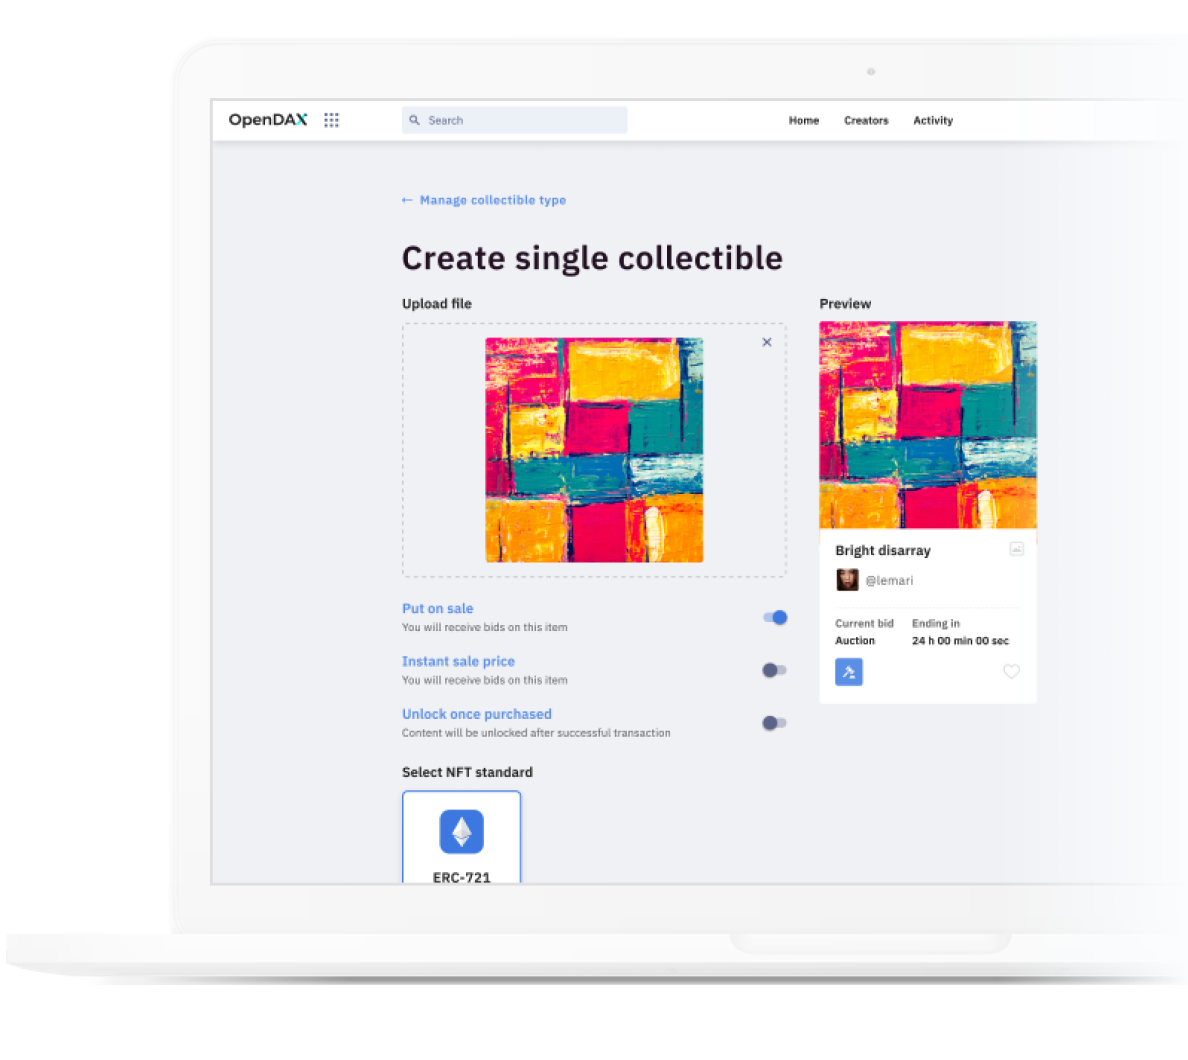 OpenDAX
Search
Home
Creators
Activity
← Manage collectible type
Create single collectible
Upload file
Preview
Bright disarray
@lemari
Current bid
Ending in
Auction
24 h 00 min 00 sec
Put on sale
You will receive bids on this item
Instant sale price
You will receive bids on this item
Unlock once purchased
Content will be unlocked after successful transaction
Select NFT standard
ERC-721